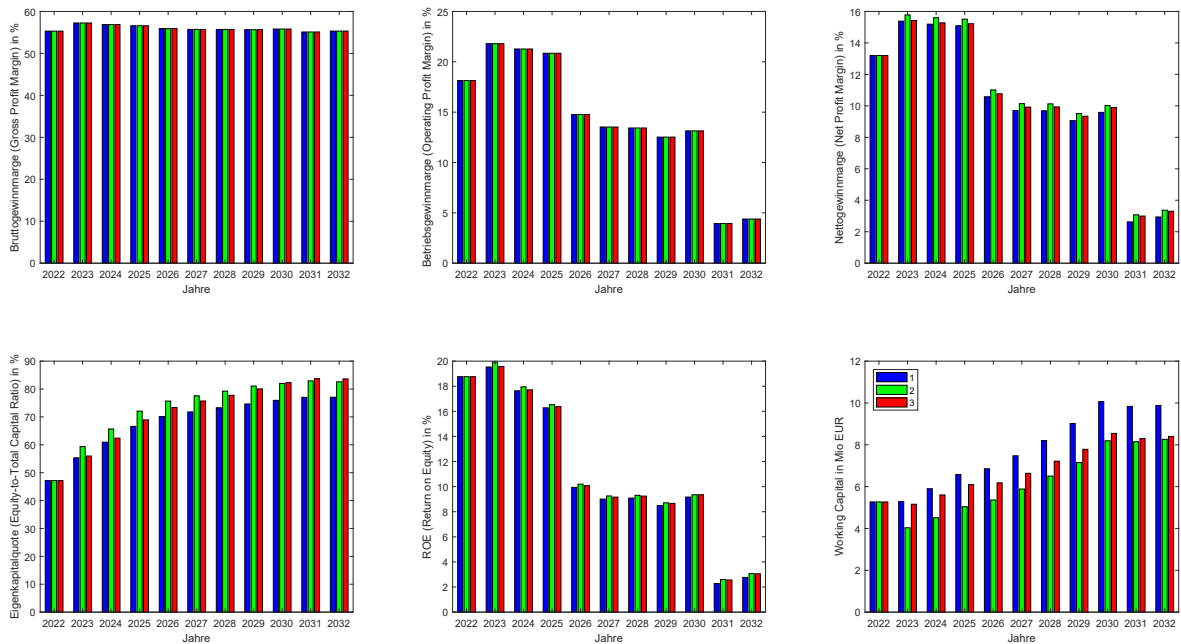 Bruttogewinnmarge (Gross Profit Margin) in %
60
50
40
30
20
10
0
2022 2023 2024 2025 2026 2027 2028 2029 2030 2031 2032
Jahre
Betriebsgewinnmarge (Operating Profit Margin) in %
25
20
15
10
5
0
2022 2023 2024 2025 2026 2027 2028 2029 2030 2031 2032
Jahre
Nettogewinnmarge (Net Profit Margin) in %
16
14
12
10
8
6
4
2
0
2022 2023 2024 2025 2026 2027 2028 2029 2030 2031 2032
Jahre
Eigenkapitalquote (Equity-to-Total Capital Ratio) in %
90
80
70
60
50
40
30
20
10
0
2022 2023 2024 2025 2026 2027 2028 2029 2030 2031 2032
Jahre
ROE (Return on Equity) in %
20
18
16
14
12
10
8
6
4
2
0
2022 2023 2024 2025 2026 2027 2028 2029 2030 2031 2032
Jahre
Working Capital in Mio EUR
12
10
8
6
4
2
0
1
2
3
2022 2023 2024 2025 2026 2027 2028 2029 2030 2031 2032
Jahre